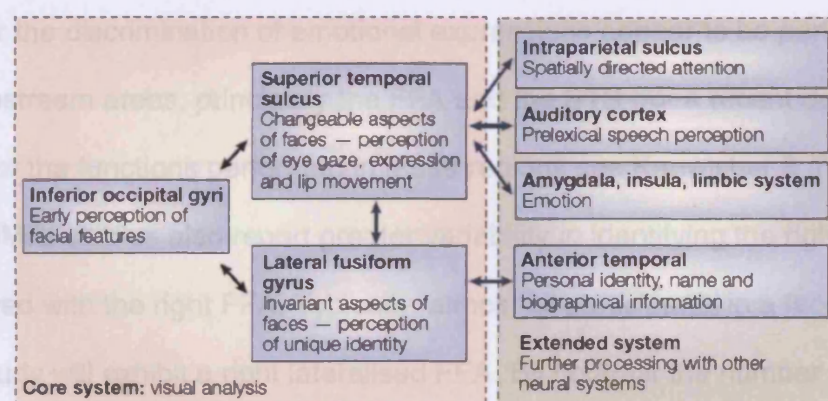 Inferior occipital gyri
Early perception of
facial features
Superior temporal
sulcus
Changeable aspects
of faces — perception
of eye gaze, expression
and lip movement
Lateral fusiform
gyrus
Invariant aspects of
faces — perception
of unique identity
Core system: visual analysis
Intraparietal sulcus
Spatially directed attention
Auditory cortex
Prelexical speech perception
Amygdala, insula, limbic system
Emotion
Anterior temporal
Personal identity, name and
biographical information
Extended system
Further processing with other
neural systems